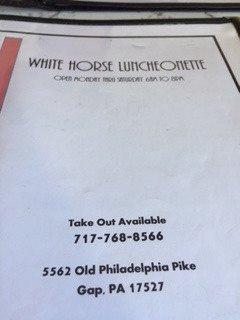 WHITE HORSE LUNCHEONETTE
OPEN MONDAY THRU SATURDAY 6AM TO 8PM
Take Out Available
717-768-8566
5562 Old Philadelphia Pike
Gap, PA 17527